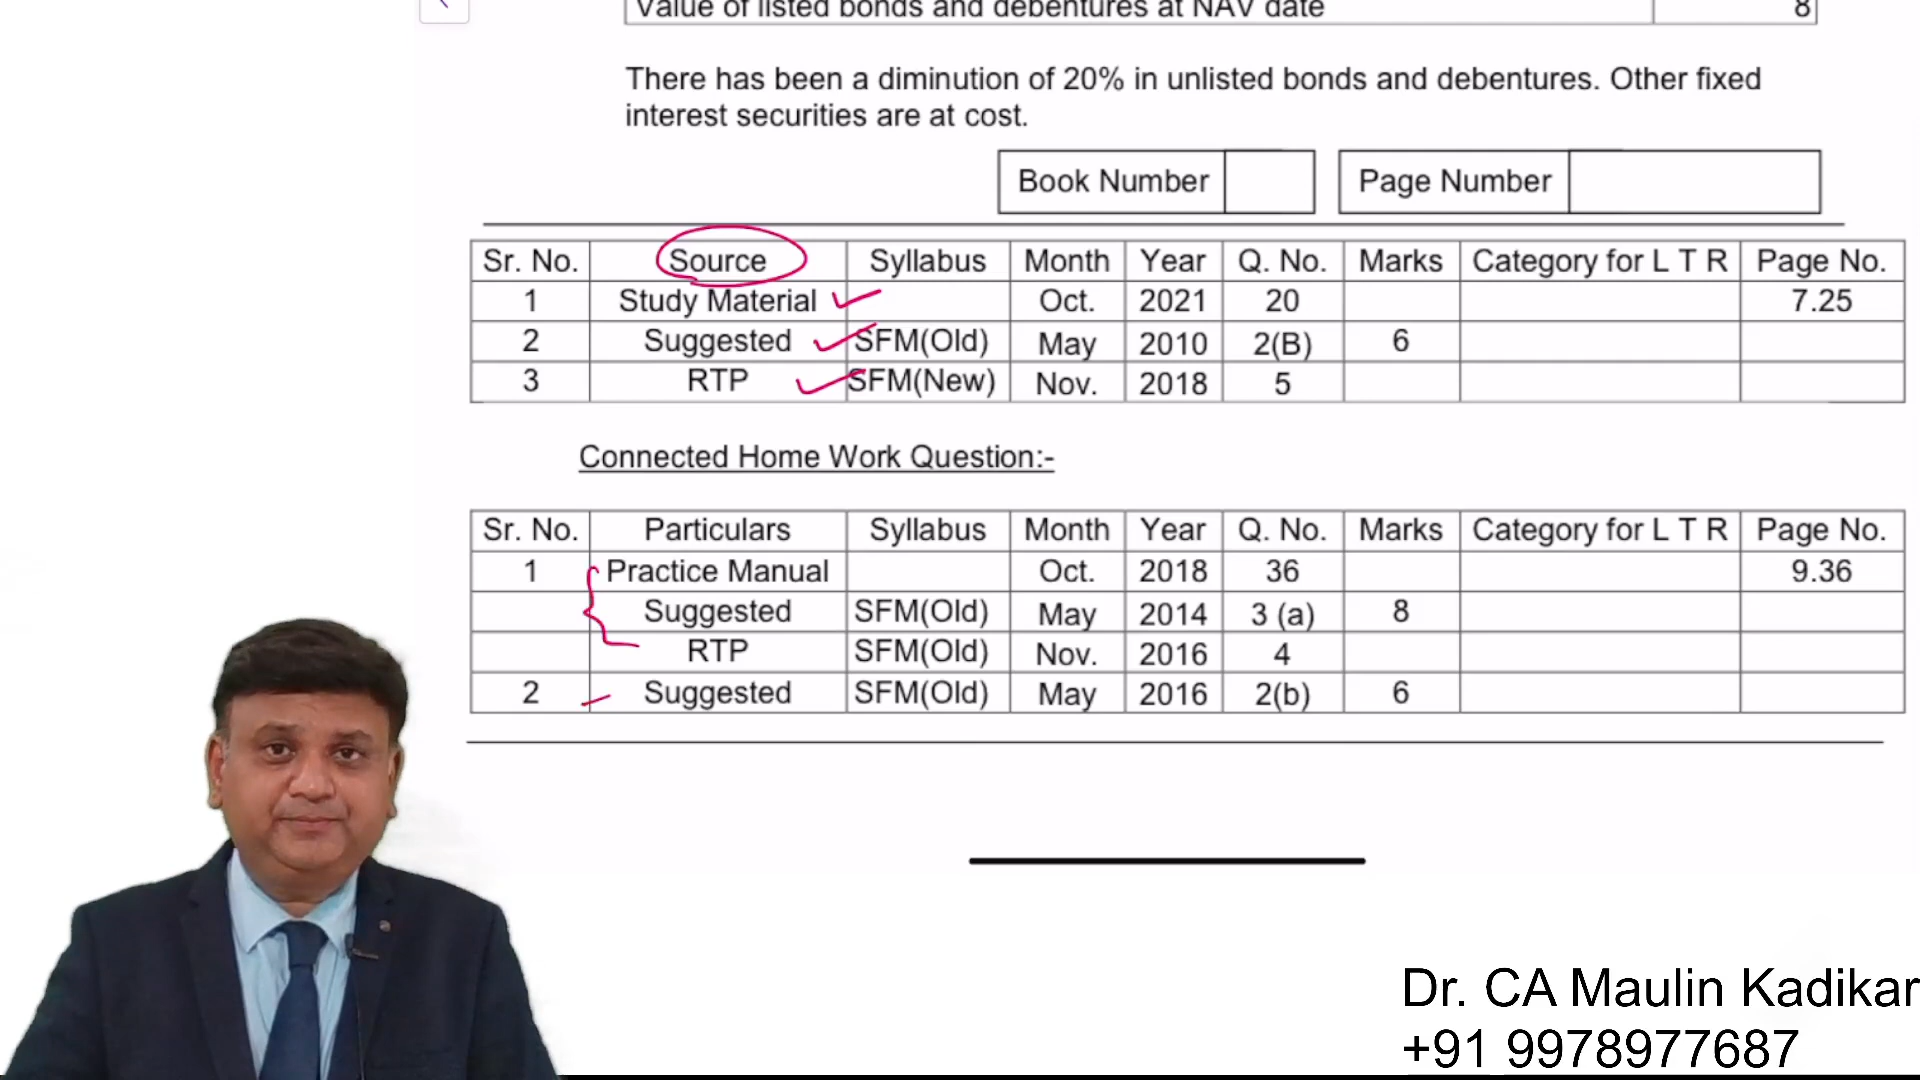 Value of listed bonds and debentures at NAV date 8
There has been a diminution of 20% in unlisted bonds and debentures. Other fixed
interest securities are at cost.
Book Number Page Number
Sr. No. Source Syllabus Month Year Q. No. Marks Category for L T R Page No.
1 Study Material Oct. 2021 20 7.25
2 Suggested SFM(Old) May 2010 2(B) 6
3 RTP SFM(New) Nov. 2018 5
Connected Home Work Question:-
Sr. No. Particulars Syllabus Month Year Q. No. Marks Category for L T R Page No.
1 Practice Manual Oct. 2018 36 9.36
Suggested SFM(Old) May 2014 3 (a) 8
RTP SFM(Old) Nov. 2016 4
2 Suggested SFM(Old) May 2016 2(b) 6
Dr. CA Maulin Kadikar
+91 9978977687